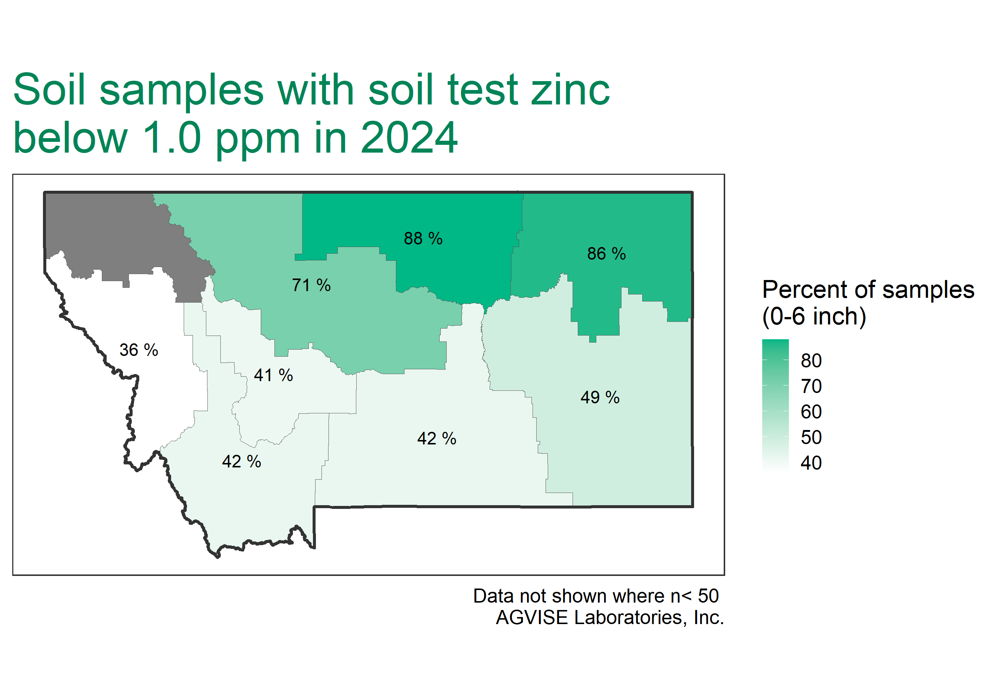 Soil samples with soil test zinc
below 1.0 ppm in 2024
88 %
86 %
71 %
36 %
41 %
49 %
42 %
42 %
Percent of samples
(0-6 inch)
80
70
60
50
40
Data not shown where n< 50
AGVISE Laboratories, Inc.